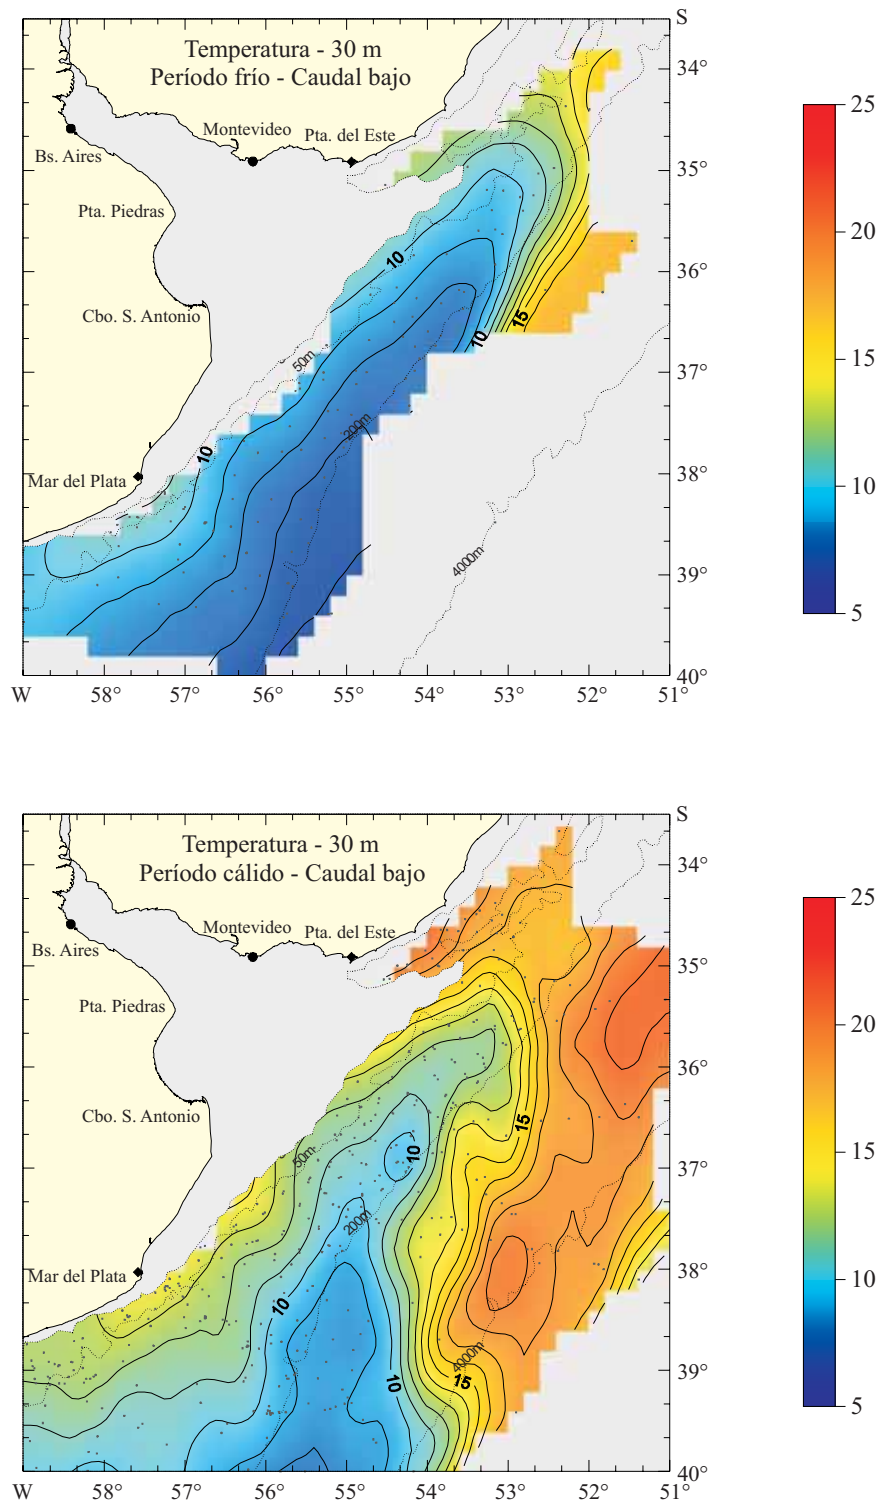 S
Temperatura - 30 m
Período frío - Caudal bajo
34°
25
Montevideo
Pta. del Este
Bs. Aires
35°
Pta. Piedras
20
10
36°
Cbo. S. Antonio
15
10
50m
15
37°
200m
10
Mar del Plata
38°
10
4000m
39°
5
40°
W
58°
57°
56°
55°
54°
53°
52°
51°
S
Temperatura - 30 m
Período cálido - Caudal bajo
34°
25
Montevideo
Pta. del Este
Bs. Aires
35°
Pta. Piedras
20
36°
Cbo. S. Antonio
15
10
50m
15
37°
200m
Mar del Plata
38°
10
10
4000m
39°
10
15
5
40°
W
58°
57°
56°
55°
54°
53°
52°
51°